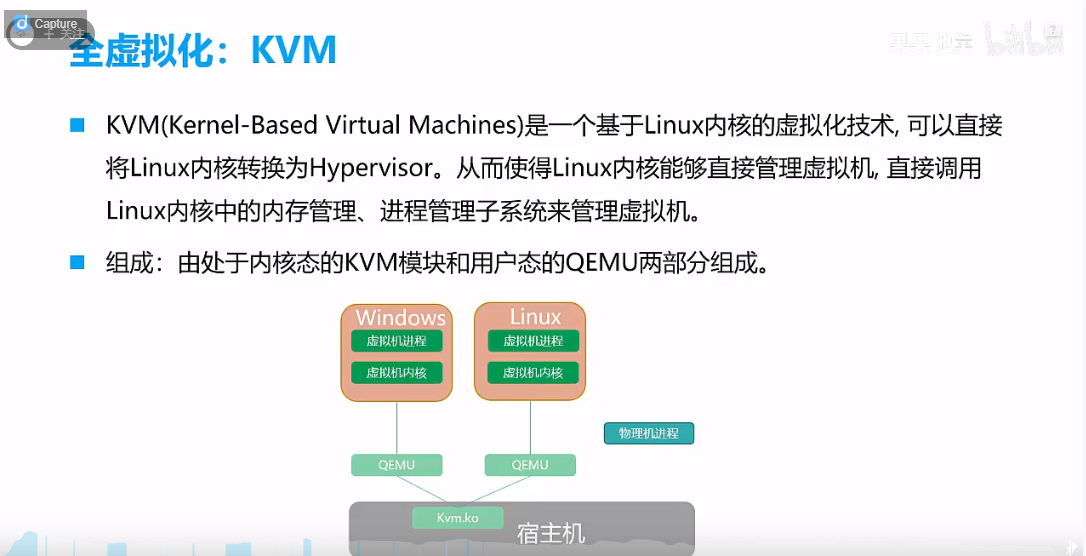 Capture
+ 关注
bilibili
全虚拟化：KVM
KVM(Kernel-Based Virtual Machines)是一个基于Linux内核的虚拟化技术, 可以直接
将Linux内核转换为Hypervisor。从而使得Linux内核能够直接管理虚拟机, 直接调用
Linux内核中的内存管理、进程管理子系统来管理虚拟机。
组成：由处于内核态的KVM模块和用户态的QEMU两部分组成。
Windows
Linux
虚拟机进程
虚拟机进程
虚拟机内核
虚拟机内核
物理机进程
QEMU
QEMU
Kvm.ko
宿主机